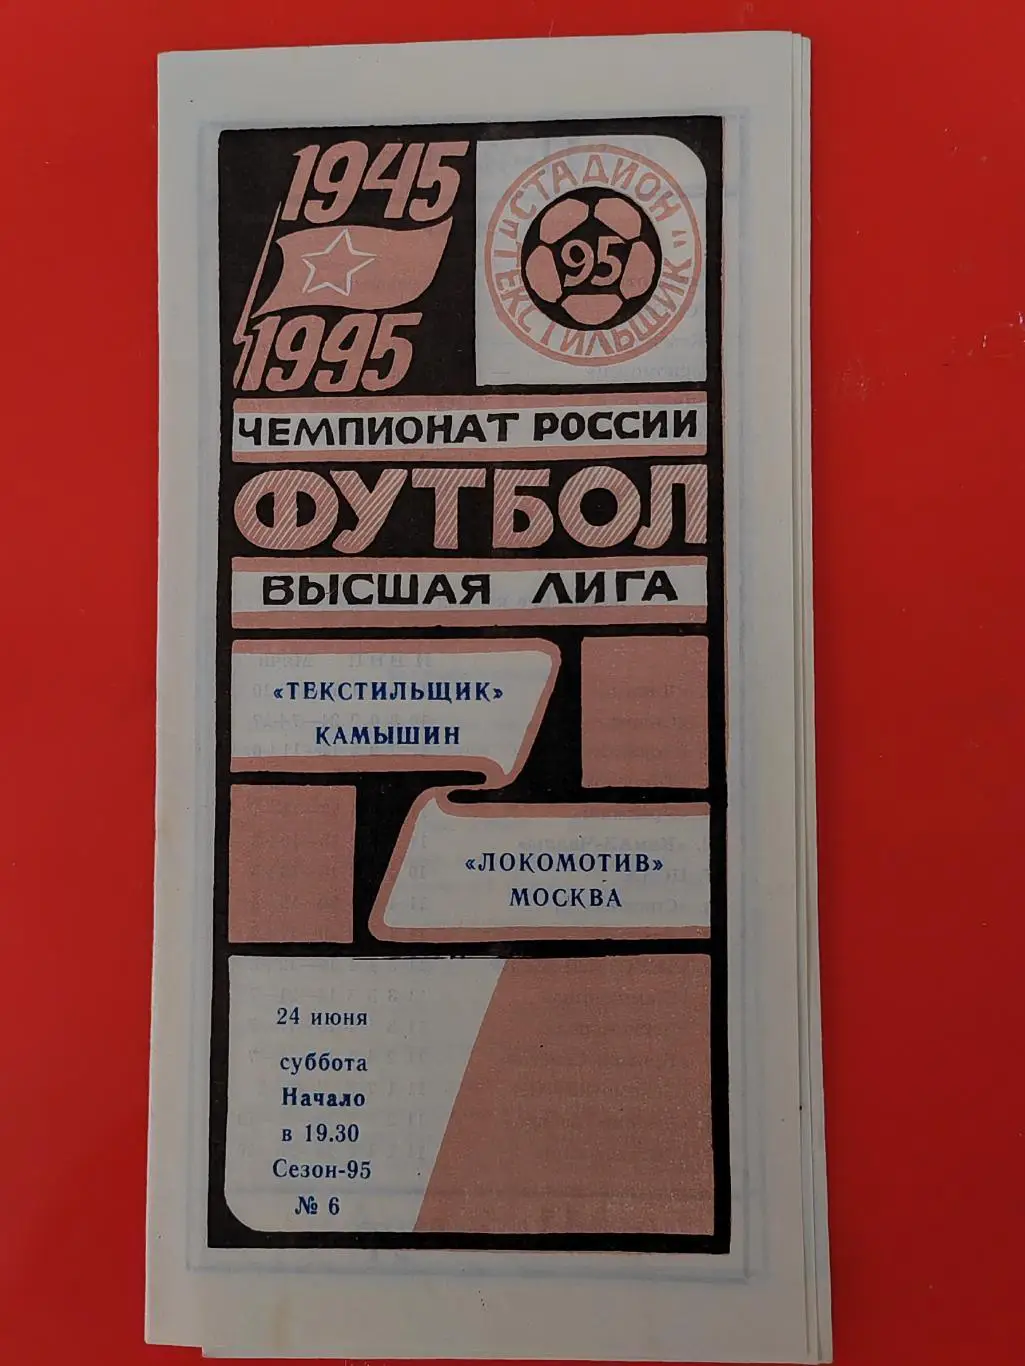 1945
1995
СТАДИОН "ТЕКСТИЛЬЩИК"
95
ЧЕМПИОНАТ РОССИИ
ФУТБОЛ
ВЫСШАЯ ЛИГА
«ТЕКСТИЛЬЩИК»
КАМЫШИН
«ЛОКОМОТИВ»
МОСКВА
24 июня
суббота
Начало
в 19.30
Сезон-95
№ 6